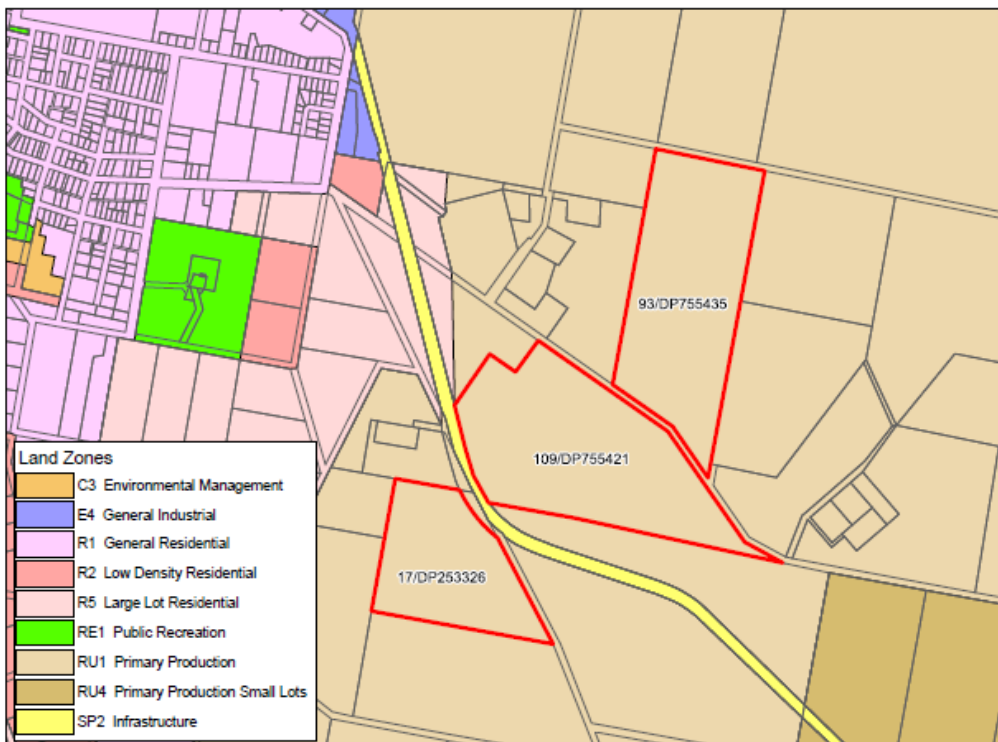 93/DP755435
109/DP755421
17/DP253326
Land Zones
C3 Environmental Management
E4 General Industrial
R1 General Residential
R2 Low Density Residential
R5 Large Lot Residential
RE1 Public Recreation
RU1 Primary Production
RU4 Primary Production Small Lots
SP2 Infrastructure